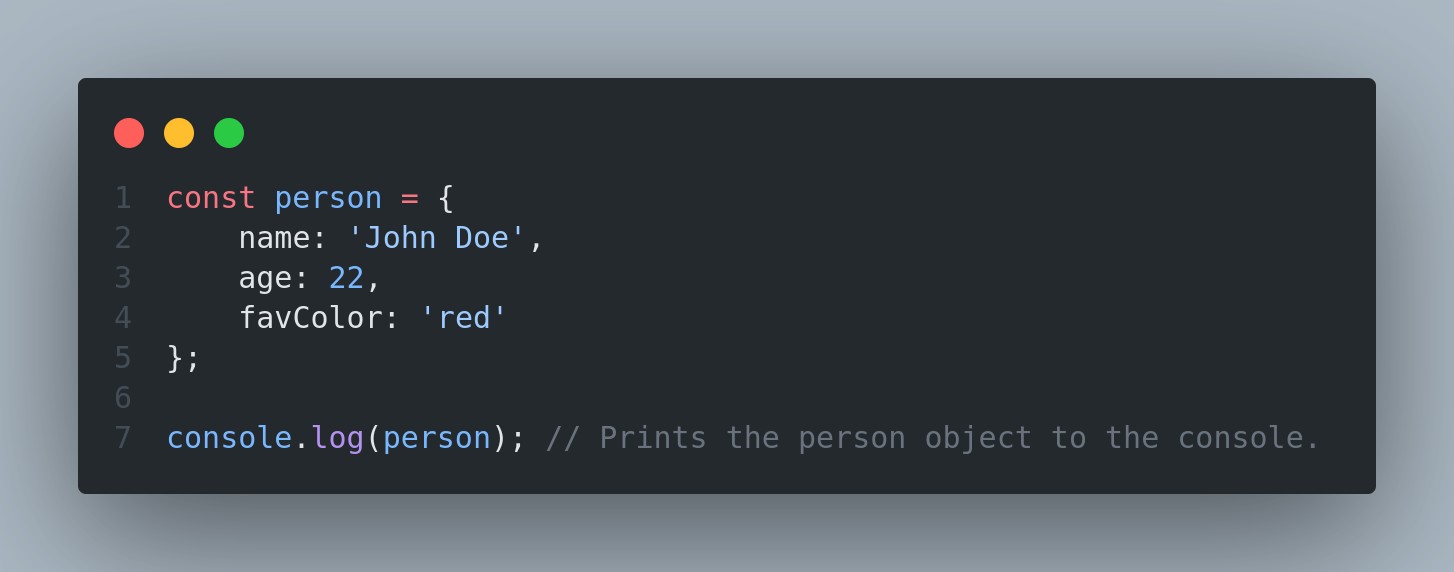 1 const person = {
2     name: 'John Doe',
3     age: 22,
4     favColor: 'red'
5 };
6
7 console.log(person); // Prints the person object to the console.